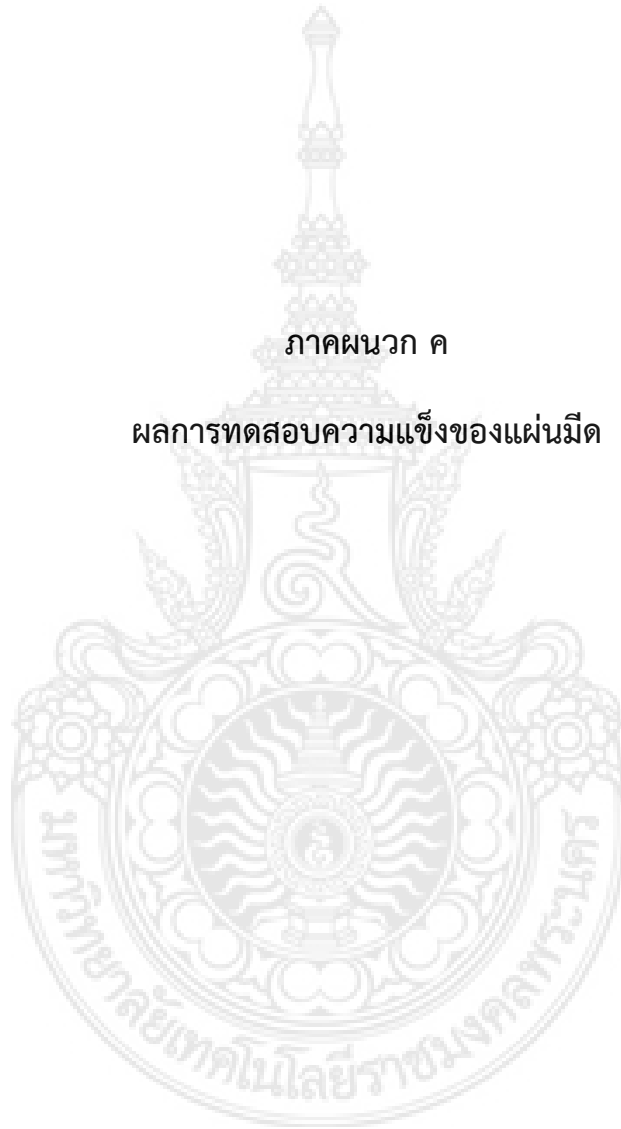 ภาคผนวก ค
ผลการทดสอบความแข็งของแผ่นมีด
มหาวิทยาลัยเทคโนโลยีราชมงคลพระนคร